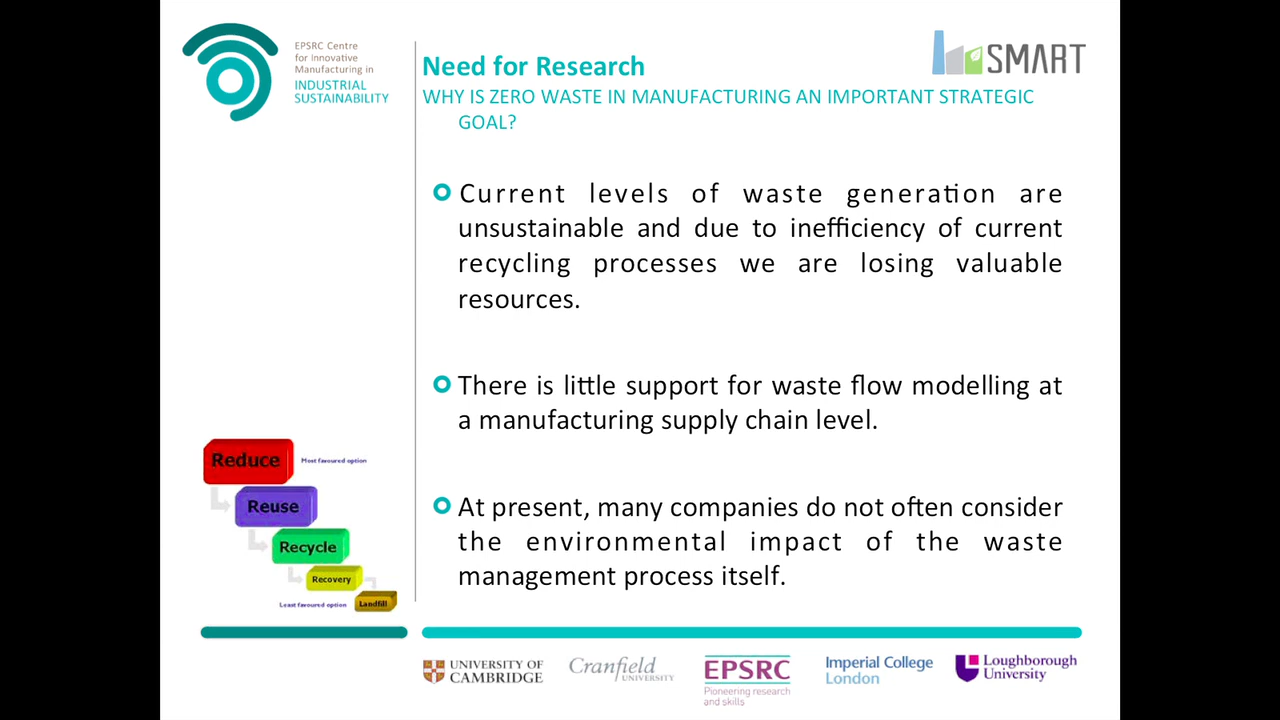 EPSRC Centre
for Innovative
Manufacturing in
INDUSTRIAL
SUSTAINABILITY
SMART
Need for Research
WHY IS ZERO WASTE IN MANUFACTURING AN IMPORTANT STRATEGIC
GOAL?
Current levels of waste generation are
unsustainable and due to inefficiency of current
recycling processes we are losing valuable
resources.
There is little support for waste flow modelling at
a manufacturing supply chain level.
At present, many companies do not often consider
the environmental impact of the waste
management process itself.
Reduce
Most favoured option
Reuse
Recycle
Recovery
Least favoured option
Landfill
UNIVERSITY OF
CAMBRIDGE
Cranfield
UNIVERSITY
EPSRC
Pioneering research
and skills
Imperial College
London
Loughborough
University